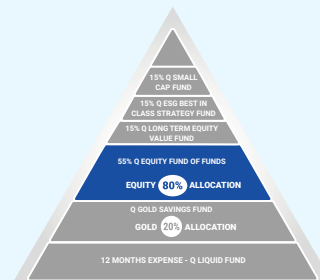 15% Q SMALL
CAP FUND
15% Q ESG BEST IN
CLASS STRATEGY FUND
15% Q LONG TERM EQUITY
VALUE FUND
55% Q EQUITY FUND OF FUNDS
EQUITY 80% ALLOCATION
Q GOLD SAVINGS FUND
GOLD 20% ALLOCATION
12 MONTHS EXPENSE - Q LIQUID FUND